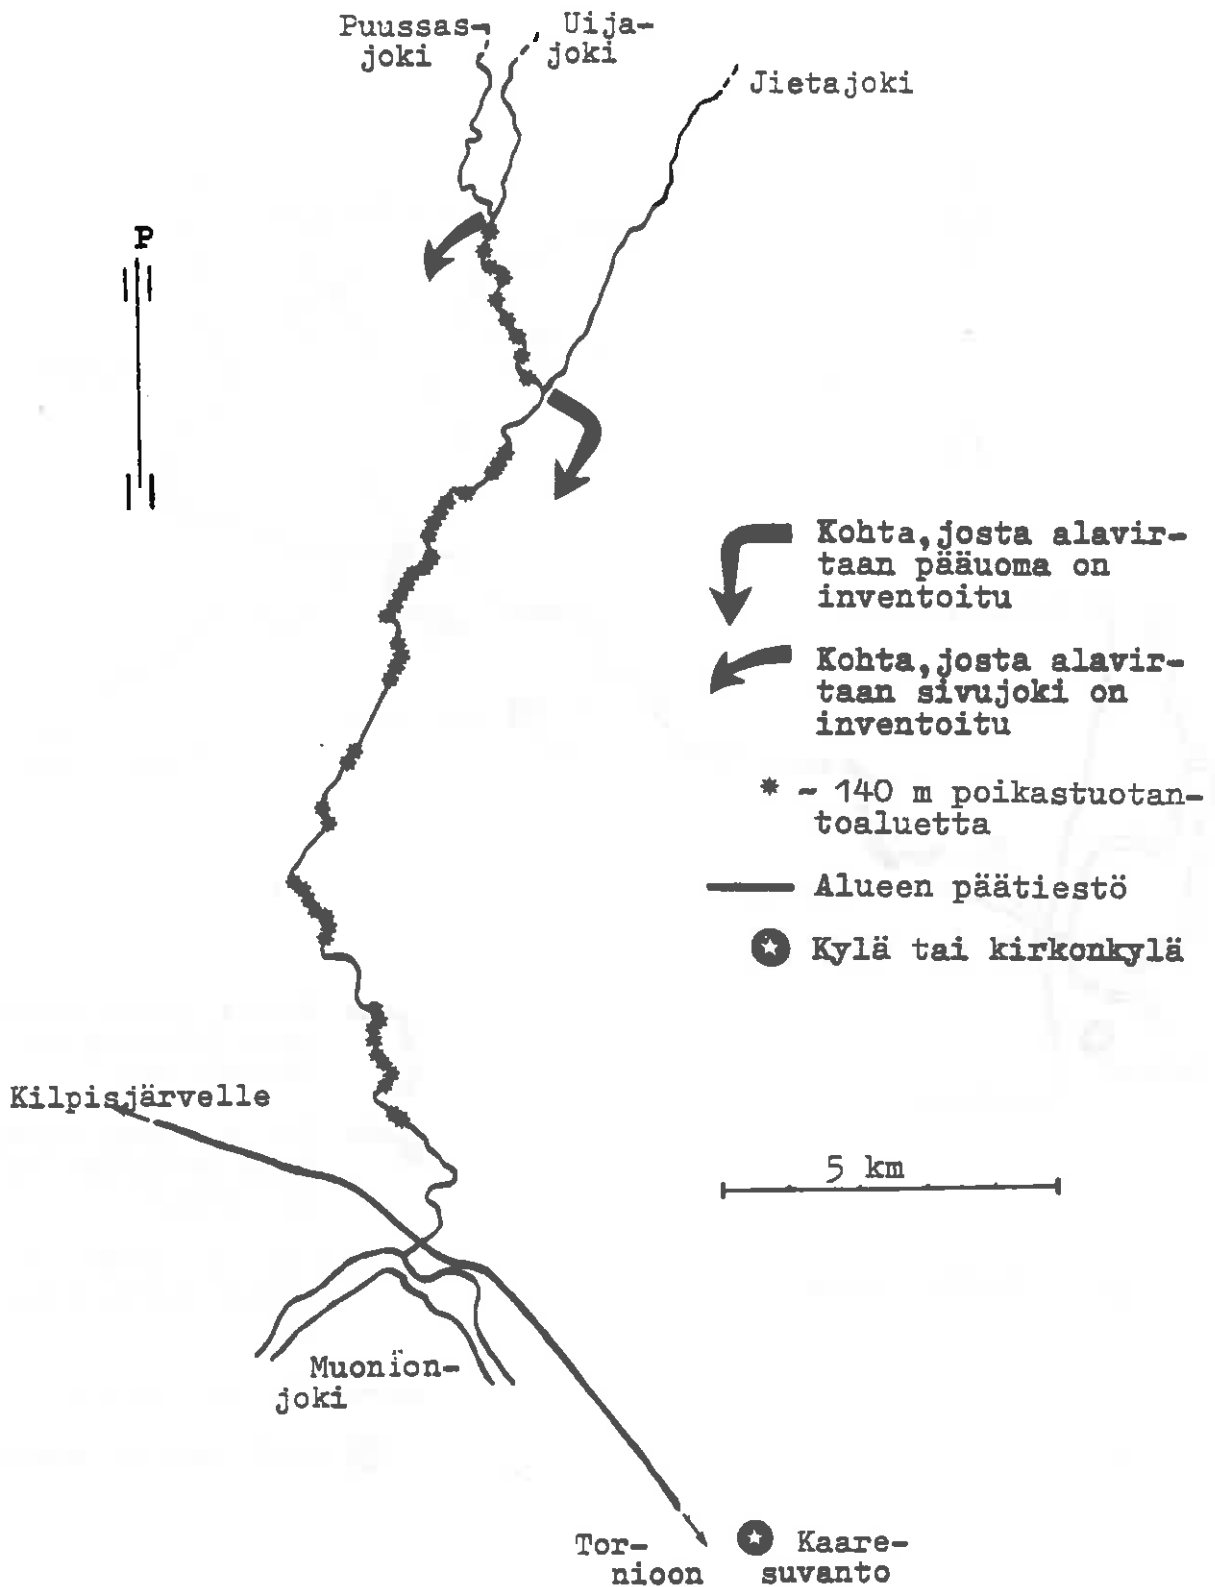 Puussas-
joki
Uija-
joki
Jietajoki
P
Kohta, josta alavir-
taan pääuoma on
inventoitu
Kohta, josta alavir-
taan sivujoki on
inventoitu
* ~ 140 m poikastuotan-
toaluetta
Alueen päätiestö
Kylä tai kirkonkylä
Kilpisjärvelle
5 km
Muonion-
joki
Tor-
nioon
Kaare-
suvanto